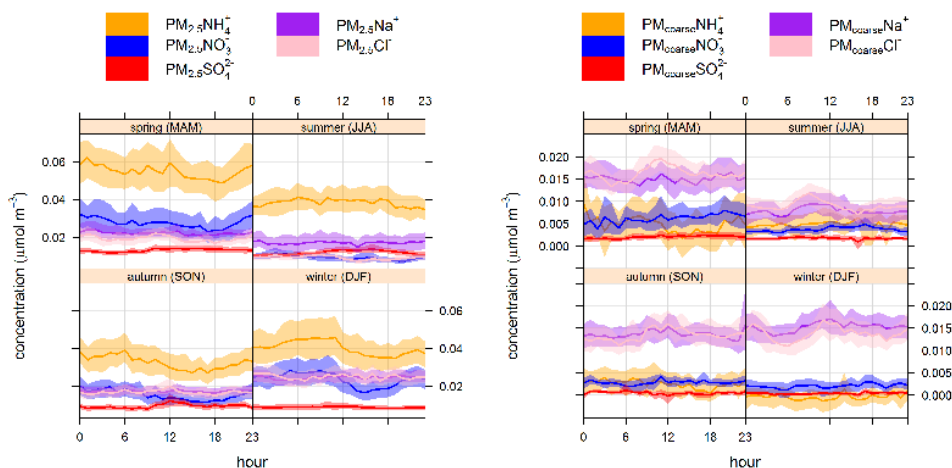 PM2.5NH4+ PM2.5Na+
PM2.5NO3- PM2.5Cl-
PM2.5SO42-
0 6 12 18 23
spring (MAM) summer (JJA)
0.06
0.04
0.02
autumn (SON) winter (DJF)
0.06
0.04
0.02
0 6 12 18 23
concentration (μmol m−3)
hour
PMcoarseNH4+ PMcoarseNa+
PMcoarseNO3- PMcoarseCl-
PMcoarseSO42-
0 6 12 18 23
spring (MAM) summer (JJA)
0.020
0.015
0.010
0.005
0.000
autumn (SON) winter (DJF)
0.020
0.015
0.010
0.005
0.000
0 6 12 18 23
concentration (μmol m−3)
hour